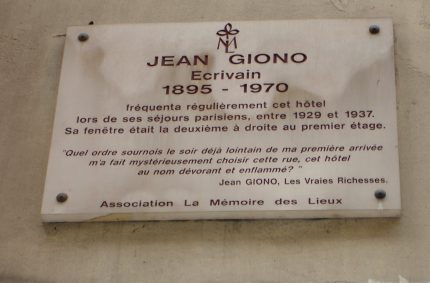 ML
JEAN GIONO
Ecrivain
1895 - 1970
fréquenta régulièrement cet hôtel
lors de ses séjours parisiens, entre 1929 et 1937.
Sa fenêtre était la deuxième à droite au premier étage.
"Quel ordre sournois le soir déjà lointain de ma première arrivée
m'a fait mystérieusement choisir cette rue, cet hôtel
au nom dévorant et enflammé? "
Jean GIONO, Les Vraies Richesses.
Association La Mémoire des Lieux